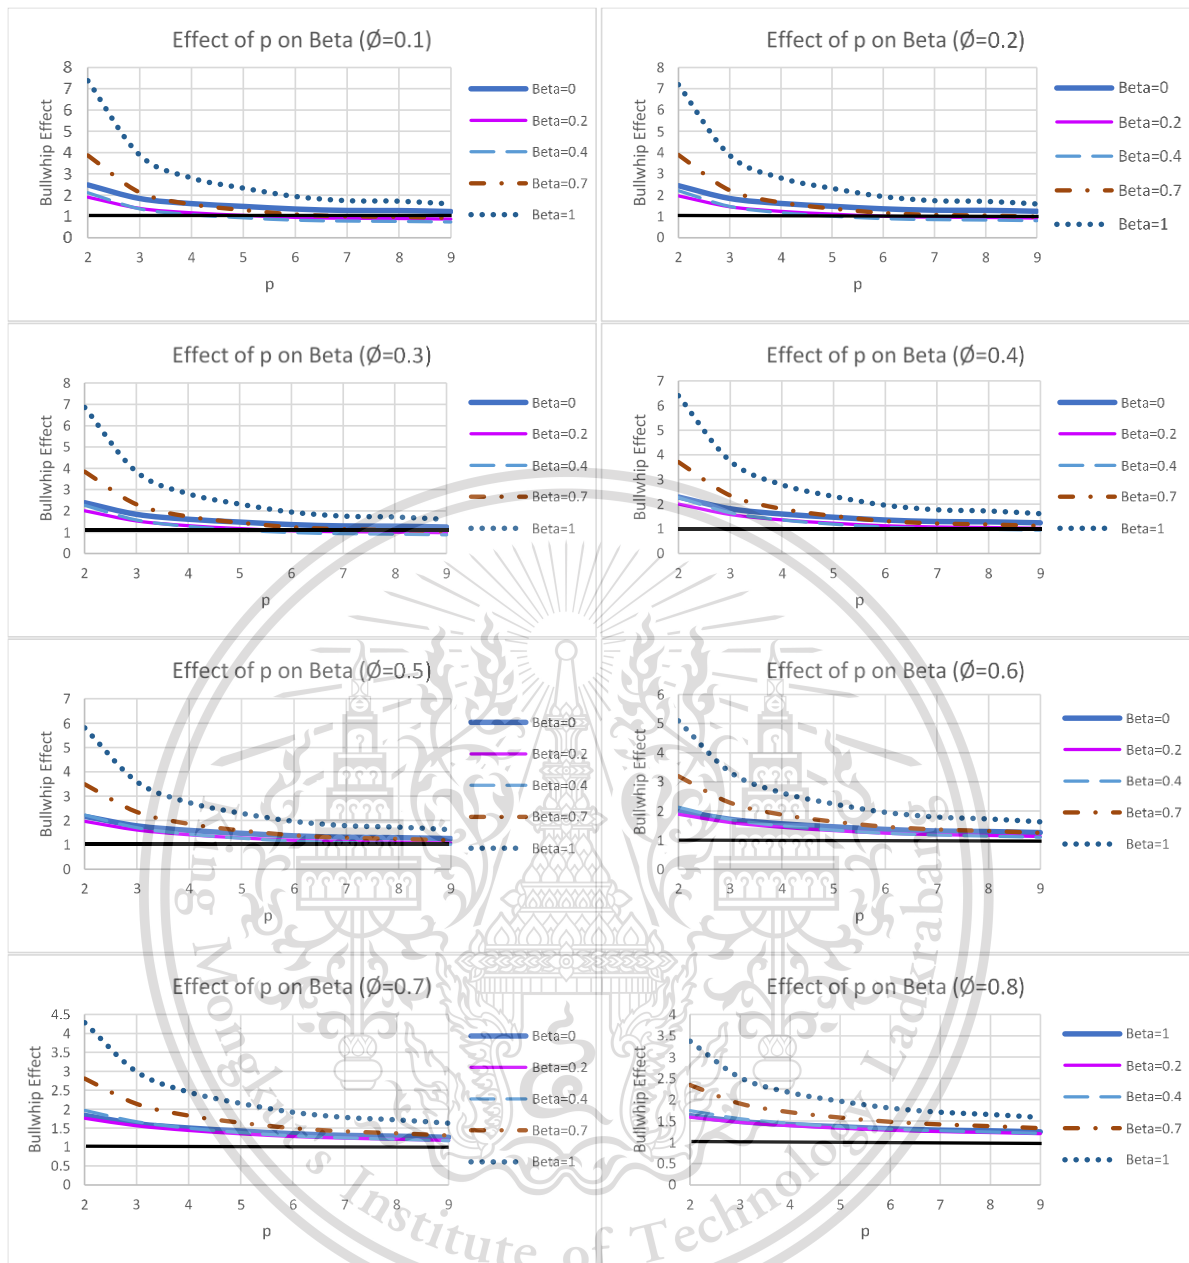 Effect of p on Beta (Ø=0.1)
Bullwhip Effect
8
7
6
5
4
3
2
1
0
2 3 4 5 6 7 8 9
p
Beta=0
Beta=0.2
Beta=0.4
Beta=0.7
Beta=1
Effect of p on Beta (Ø=0.2)
Bullwhip Effect
8
7
6
5
4
3
2
1
0
2 3 4 5 6 7 8 9
p
Beta=0
Beta=0.2
Beta=0.4
Beta=0.7
Beta=1
Effect of p on Beta (Ø=0.3)
Bullwhip Effect
8
7
6
5
4
3
2
1
0
2 3 4 5 6 7 8 9
p
Beta=0
Beta=0.2
Beta=0.4
Beta=0.7
Beta=1
Effect of p on Beta (Ø=0.4)
Bullwhip Effect
7
6
5
4
3
2
1
0
2 3 4 5 6 7 8 9
p
Beta=0
Beta=0.2
Beta=0.4
Beta=0.7
Beta=1
Effect of p on Beta (Ø=0.5)
Bullwhip Effect
7
6
5
4
3
2
1
0
2 3 4 5 6 7 8 9
p
Beta=0
Beta=0.2
Beta=0.4
Beta=0.7
Beta=1
Effect of p on Beta (Ø=0.6)
Bullwhip Effect
6
5
4
3
2
1
0
2 3 4 5 6 7 8 9
p
Beta=0
Beta=0.2
Beta=0.4
Beta=0.7
Beta=1
Effect of p on Beta (Ø=0.7)
Bullwhip Effect
4.5
4
3.5
3
2.5
2
1.5
1
0.5
0
2 3 4 5 6 7 8 9
p
Beta=0
Beta=0.2
Beta=0.4
Beta=0.7
Beta=1
Effect of p on Beta (Ø=0.8)
Bullwhip Effect
4
3.5
3
2.5
2
1.5
1
0.5
0
2 3 4 5 6 7 8 9
p
Beta=1
Beta=0.2
Beta=0.4
Beta=0.7
Beta=1
King Mongkut's Institute of Technology Ladkrabang